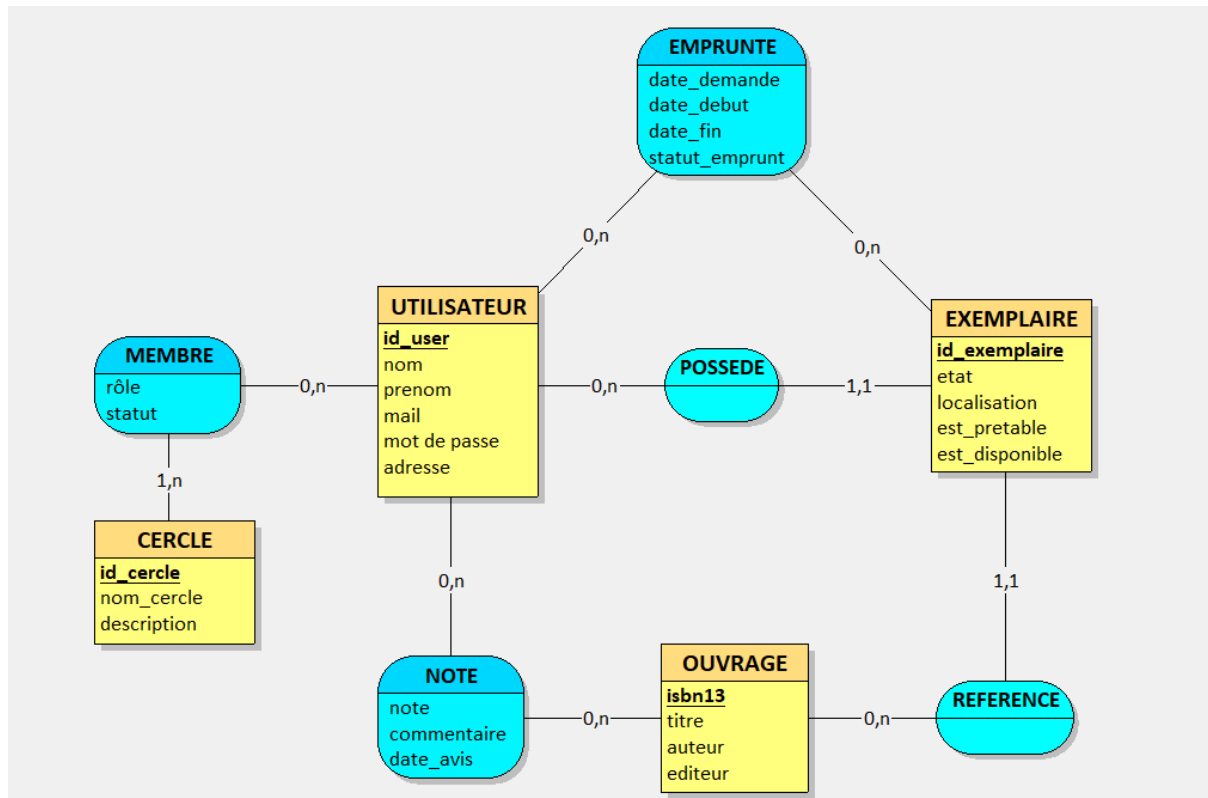 EMPRUNTE
date_demande
date_debut
date_fin
statut_emprunt
0,n
0,n
UTILISATEUR
id_user
nom
prenom
mail
mot de passe
adresse
EXEMPLAIRE
id_exemplaire
etat
localisation
est_pretable
est_disponible
MEMBRE
rôle
statut
0,n
0,n
POSSEDE
1,1
1,n
CERCLE
id_cercle
nom_cercle
description
0,n
1,1
NOTE
note
commentaire
date_avis
0,n
OUVRAGE
isbn13
titre
auteur
editeur
0,n
REFERENCE